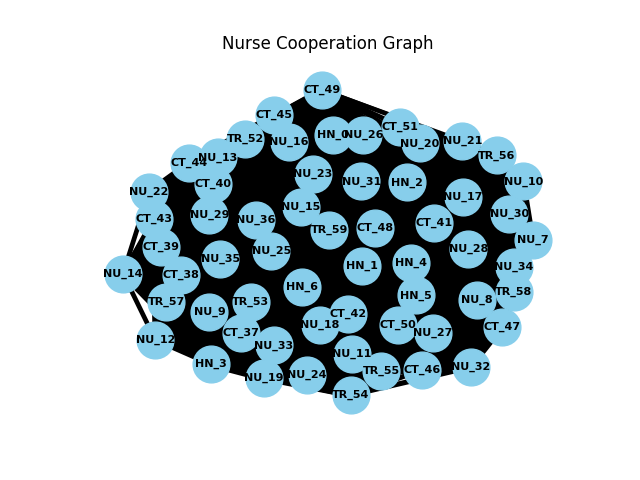 Nurse Cooperation Graph
CT_49
CT_45
CT_51
TR_52
NU_16
HN_0
NU_26
NU_20
NU_21
CT_44
NU_13
TR_56
NU_23
NU_31
HN_2
NU_10
NU_22
CT_40
NU_17
CT_43
NU_29
NU_36
NU_15
TR_59
CT_48
CT_41
NU_30
NU_7
CT_39
NU_35
NU_25
HN_1
HN_4
NU_28
NU_34
NU_14
CT_38
TR_57
NU_9
TR_53
HN_6
HN_5
NU_8
TR_58
NU_12
CT_37
NU_33
NU_18
CT_42
CT_50
NU_27
CT_47
HN_3
NU_19
NU_24
NU_11
TR_55
CT_46
NU_32
TR_54